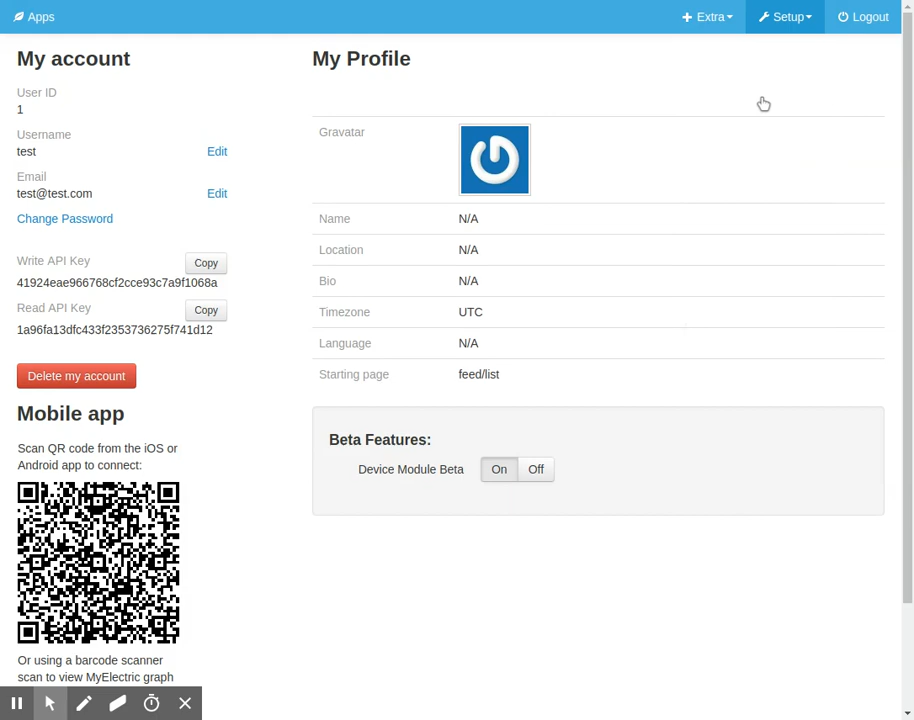 Apps
Extra
Setup
Logout
My account
User ID
1
Username
test Edit
Email
test@test.com Edit
Change Password
Write API Key Copy
41924eae966768cf2cce93c7a9f1068a
Read API Key Copy
1a96fa13dfc433f2353736275f741d12
Delete my account
Mobile app
Scan QR code from the iOS or
Android app to connect:
Or using a barcode scanner
scan to view MyElectric graph
My Profile
Gravatar
Name N/A
Location N/A
Bio N/A
Timezone UTC
Language N/A
Starting page feed/list
Beta Features:
Device Module Beta On Off